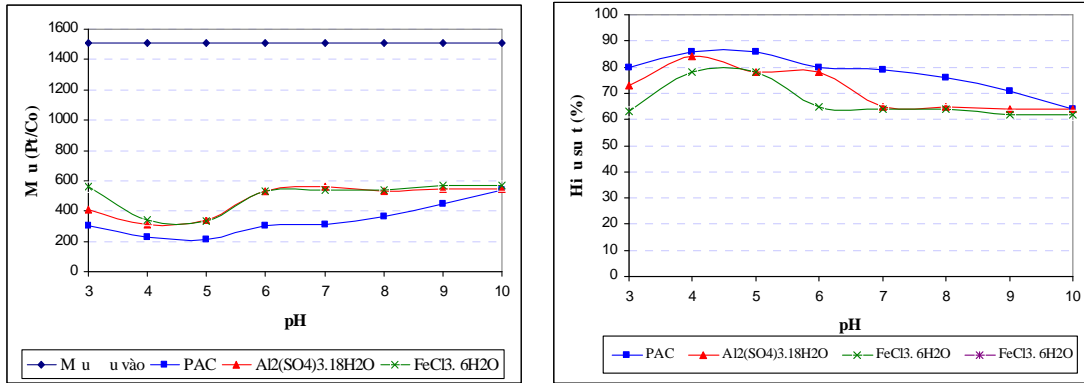 1600
1400
1200
1000
800
600
400
200
0
M u (Pt/Co)
3 4 5 6 7 8 9 10
pH
M u u vào PAC Al2(SO4)3.18H2O FeCl3. 6H2O
100
90
80
70
60
50
40
30
20
10
0
Hi u su t (%)
3 4 5 6 7 8 9 10
pH
PAC Al2(SO4)3.18H2O FeCl3. 6H2O FeCl3. 6H2O